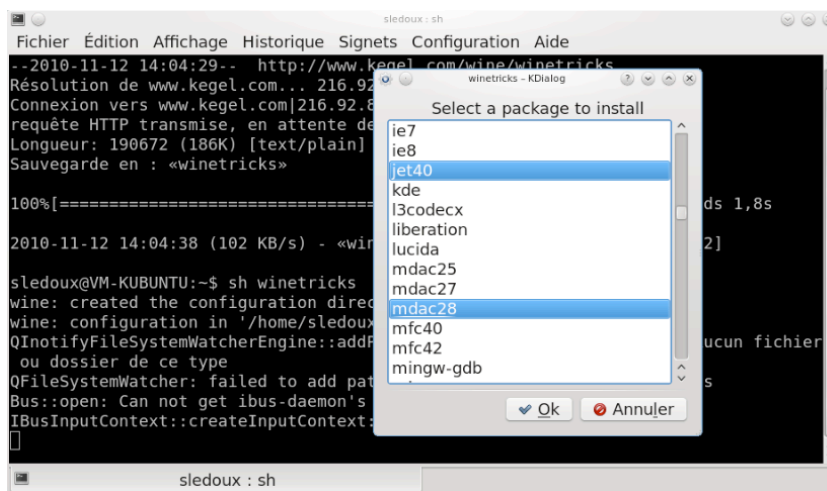 sledoux : sh
Fichier Édition Affichage Historique Signets Configuration Aide
--2010-11-12 14:04:29-- http://www.kegel.com/wine/winetricks
Résolution de www.kegel.com... 216.92
Connexion vers www.kegel.com|216.92.8
requête HTTP transmise, en attente de
Longueur: 190672 (186K) [text/plain]
Sauvegarde en : «winetricks»
100%[================================ ds 1,8s
2010-11-12 14:04:38 (102 KB/s) - «win 2]
sledoux@VM-KUBUNTU:~$ sh winetricks
wine: created the configuration direc
wine: configuration in '/home/sledoux
QInotifyFileSystemWatcherEngine::addP ucun fichier
ou dossier de ce type
QFileSystemWatcher: failed to add pat s
Bus::open: Can not get ibus-daemon's
IBusInputContext::createInputContext:
winetricks – KDialog
Select a package to install
ie7
ie8
jet40
kde
l3codecx
liberation
lucida
mdac25
mdac27
mdac28
mfc40
mfc42
mingw-gdb
Ok Annuler
sledoux : sh